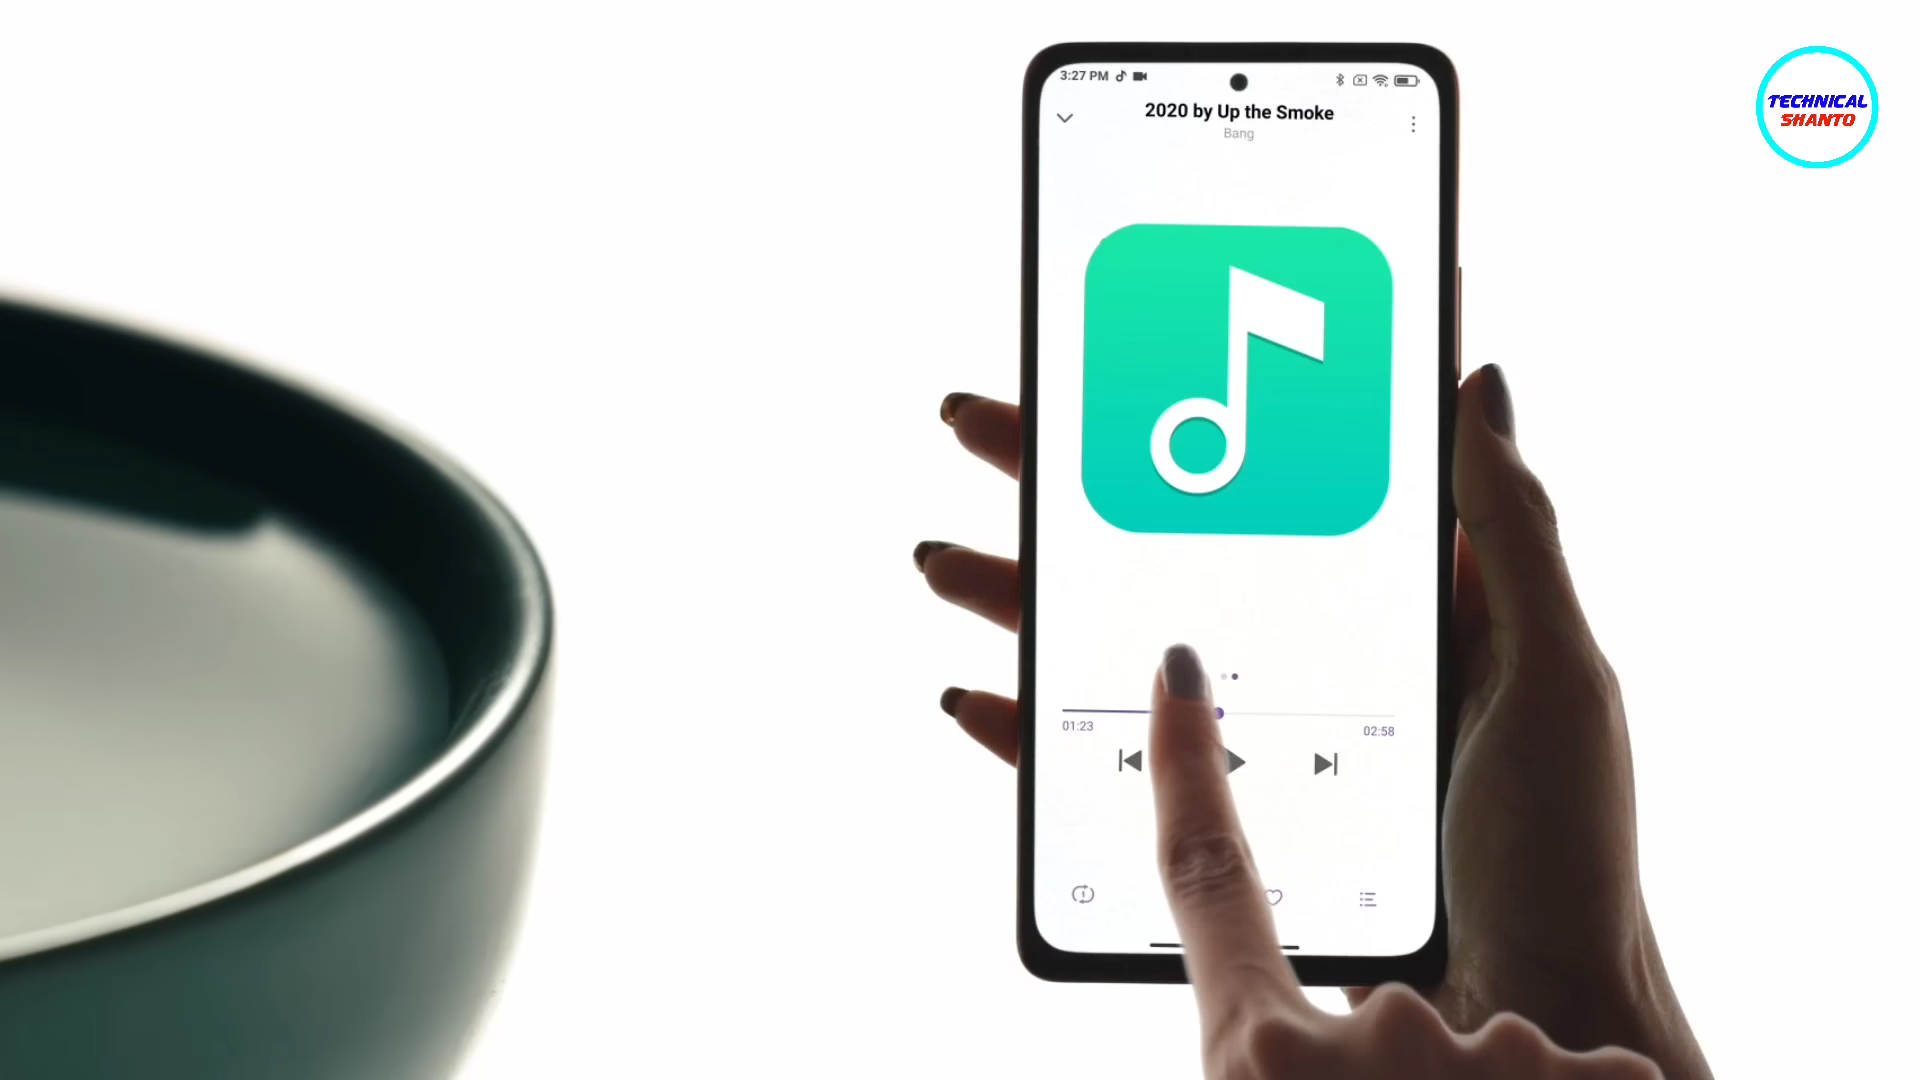 3:27 PM
2020 by Up the Smoke
Bang
01:23
02:58
TECHNICAL
SHANTO